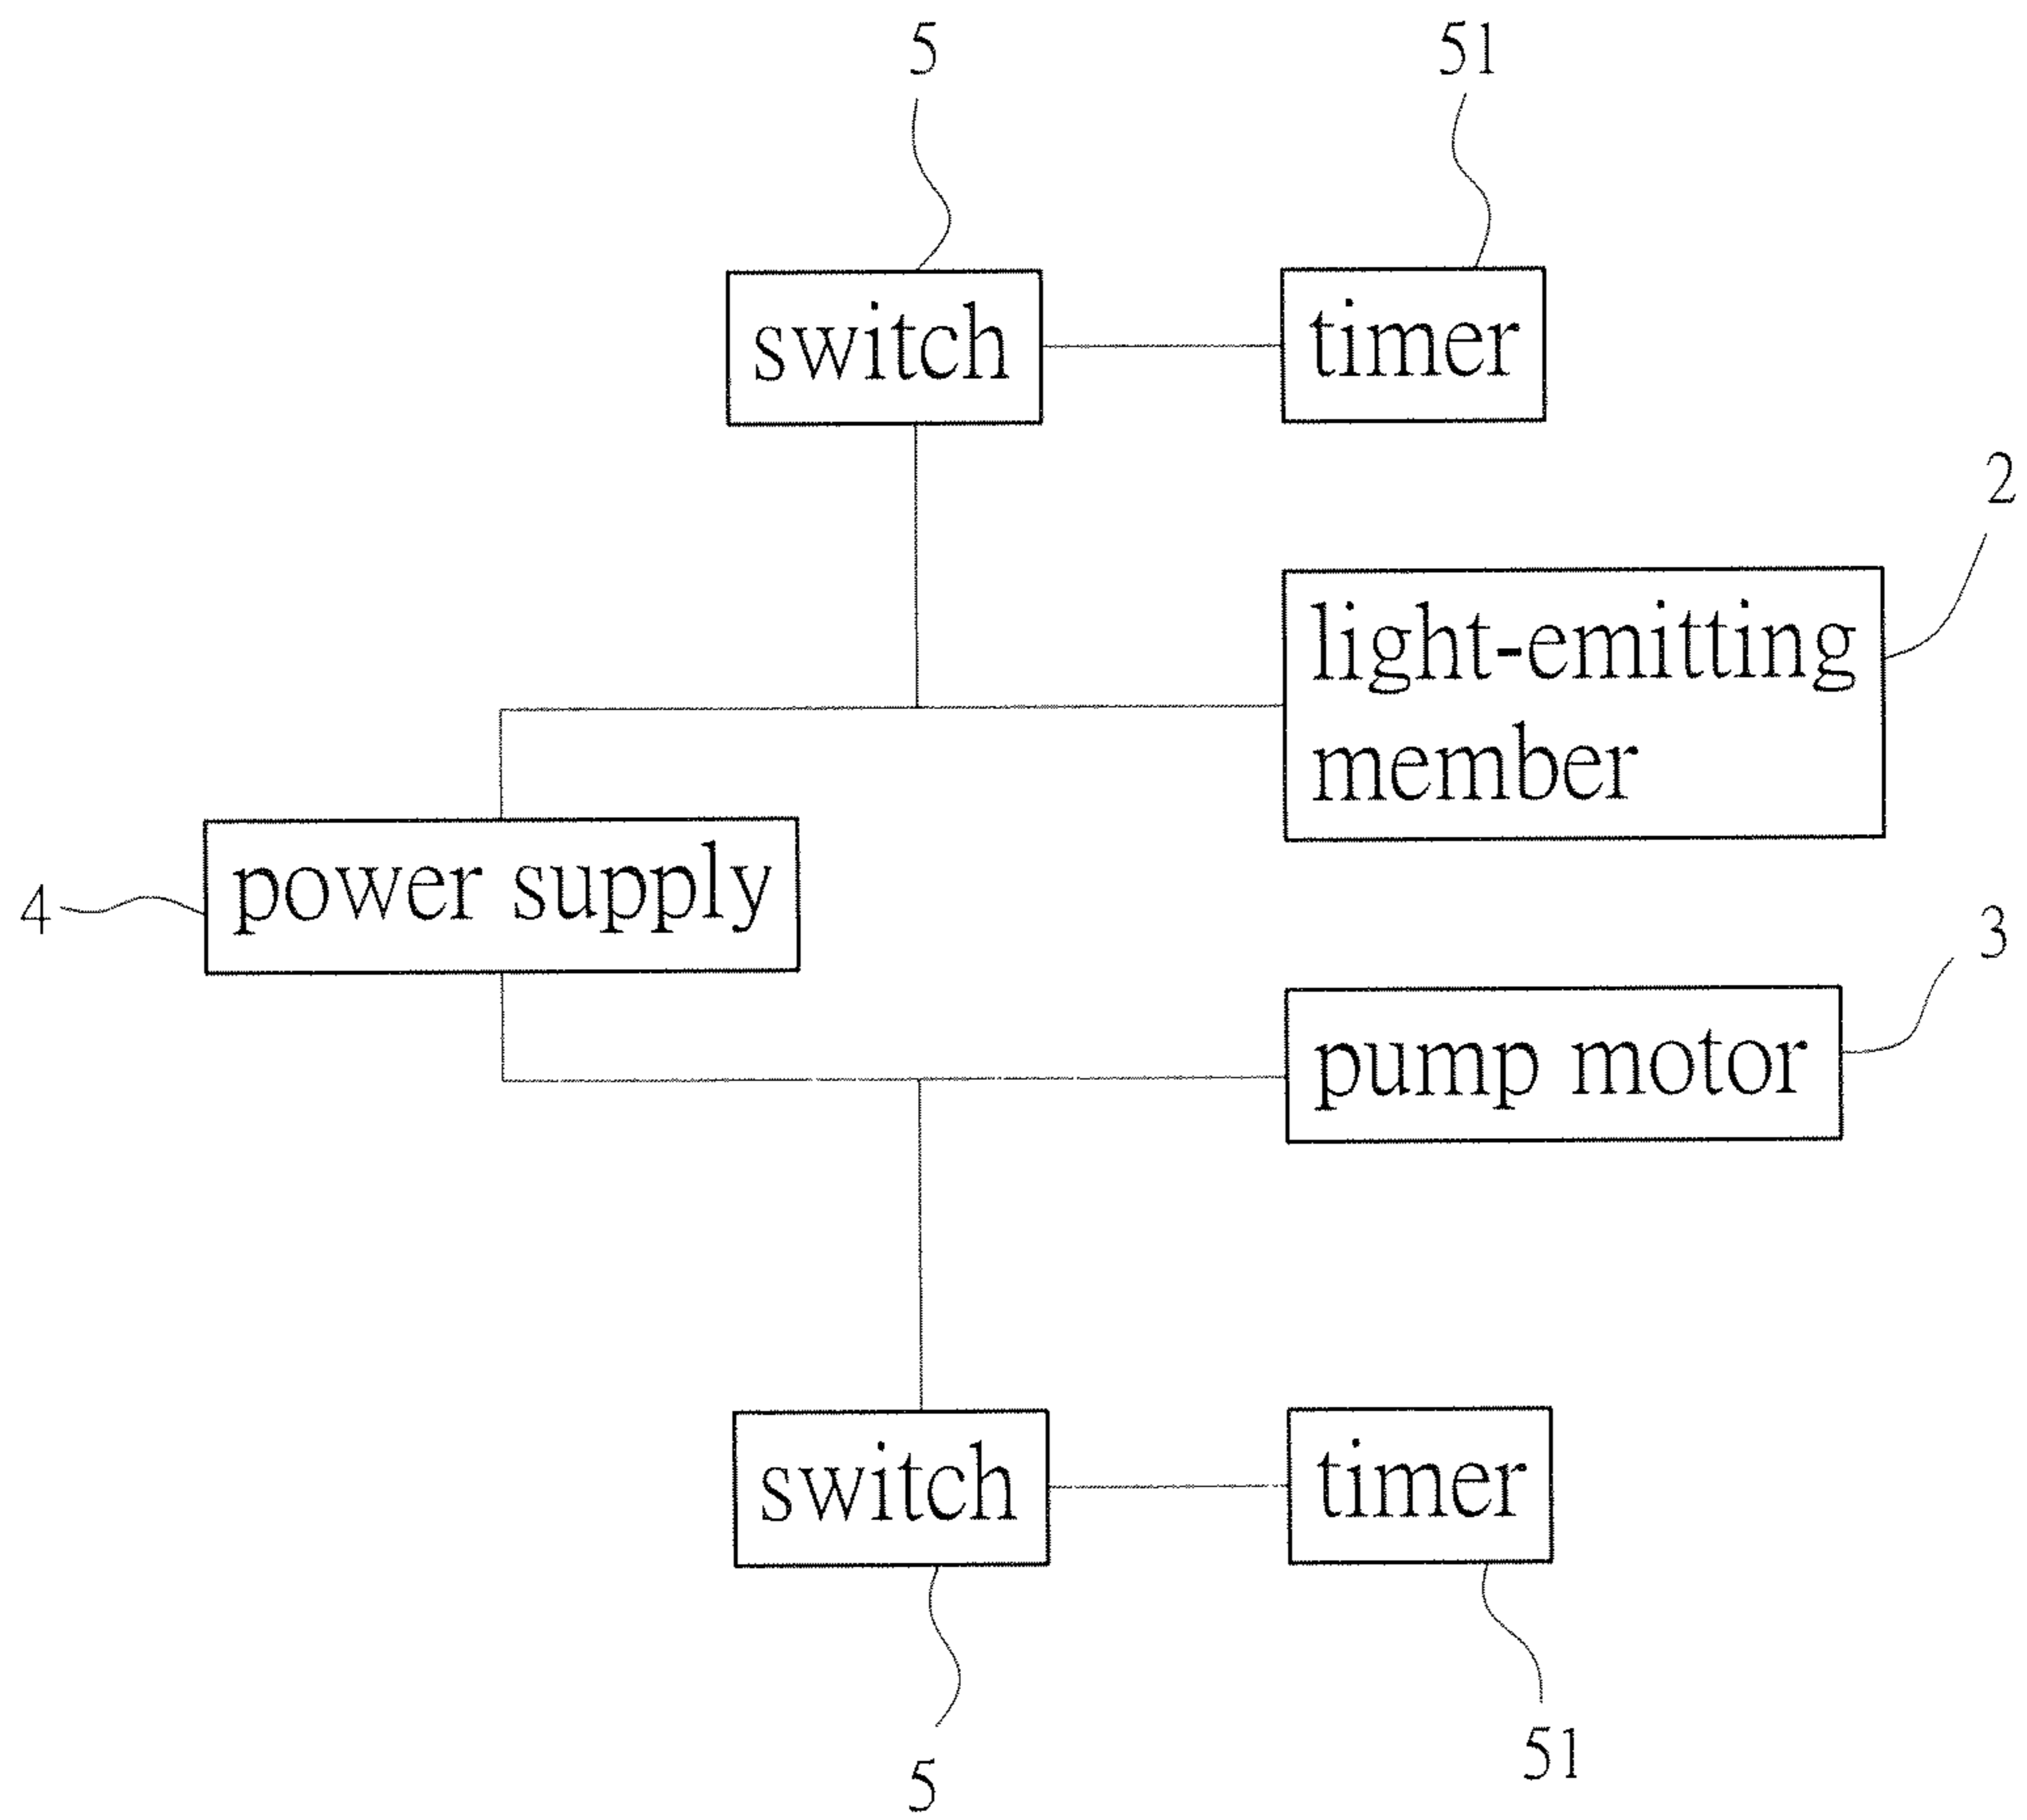 5
51
switch
timer
2
light-emitting
member
power supply
4
3
pump motor
switch
timer
51
5